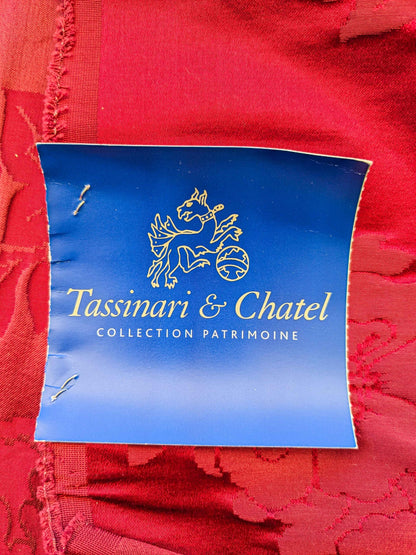 Tassinari & Chatel
COLLECTION PATRIMOINE